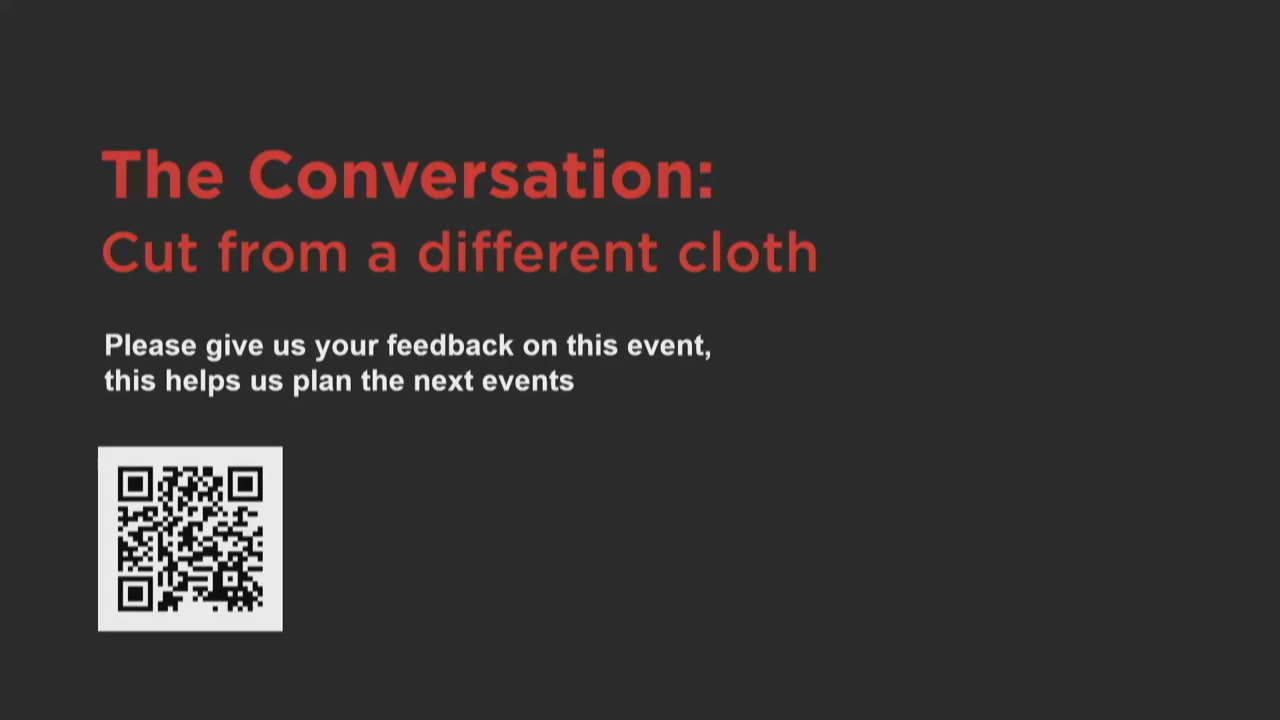 The Conversation:
Cut from a different cloth
Please give us your feedback on this event,
this helps us plan the next events